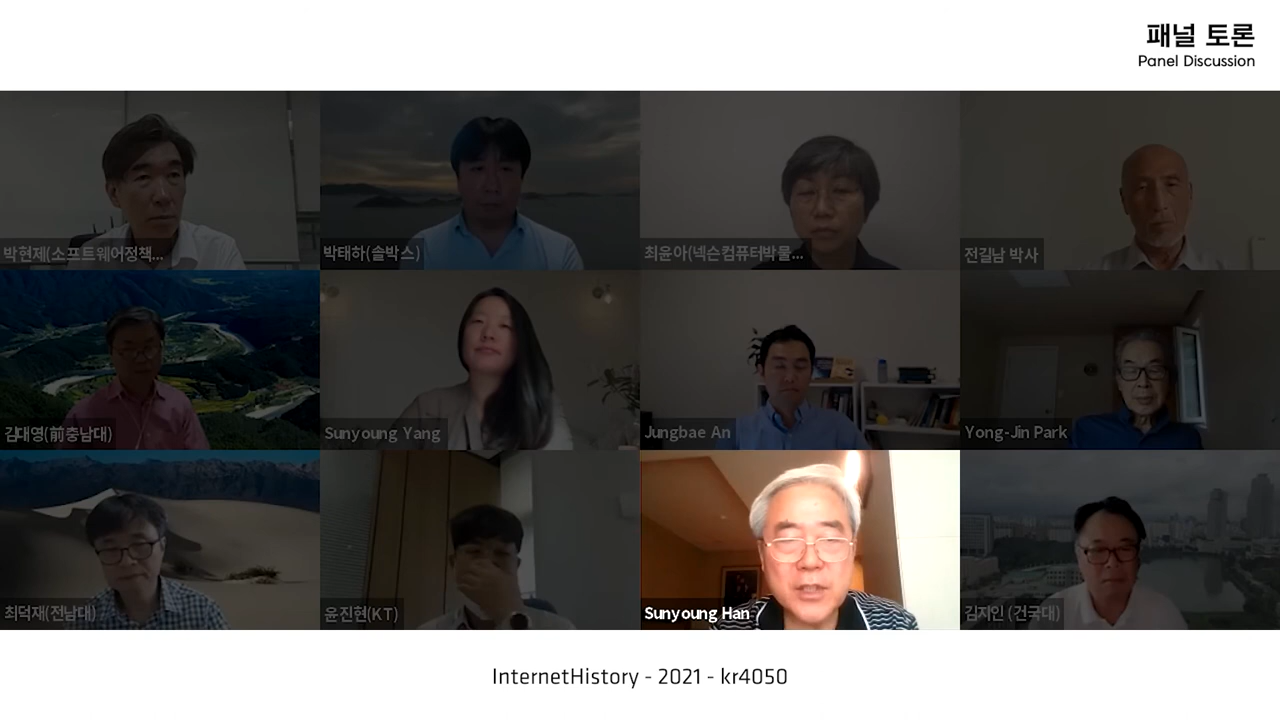 패널 토론
Panel Discussion
박현제(소프트웨어정책...
박태하(솔박스)
최윤아(넥슨컴퓨터박물...
전길남 박사
김대영(前충남대)
Sunyoung Yang
Jungbae An
Yong-Jin Park
최덕재(전남대)
윤진현(KT)
Sunyoung Han
김지인 (건국대)
InternetHistory - 2021 - kr4050